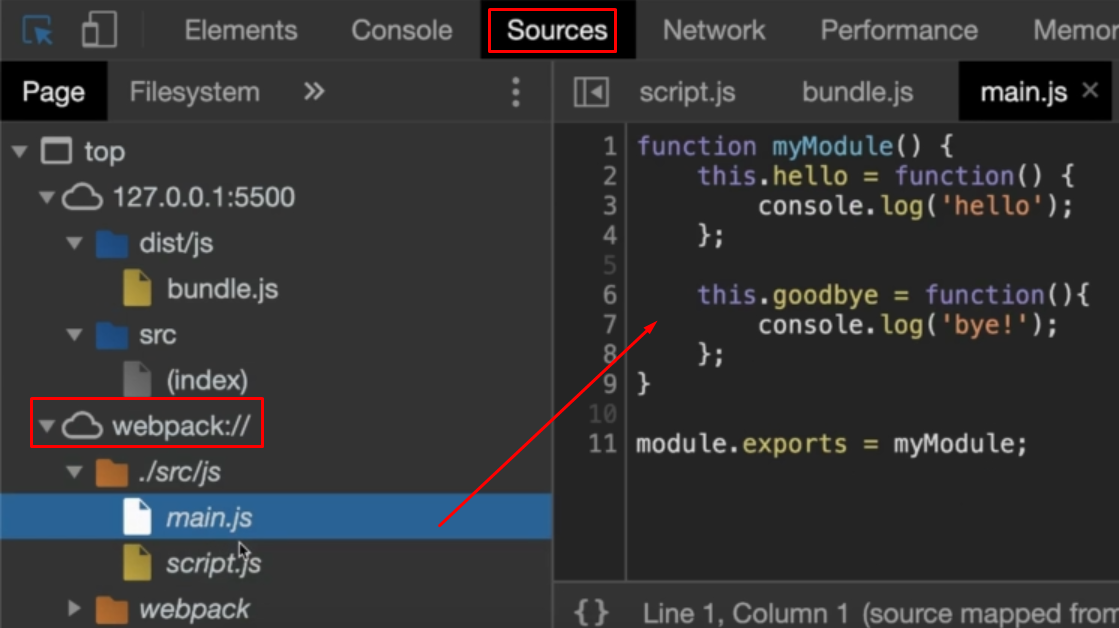 Elements Console Sources Network Performance Memor
Page Filesystem »
script.js bundle.js main.js ×
top
127.0.0.1:5500
dist/js
bundle.js
src
(index)
webpack://
./src/js
main.js
script.js
webpack
1 function myModule() {
2     this.hello = function() {
3         console.log('hello');
4     };
5
6     this.goodbye = function(){
7         console.log('bye!');
8     };
9 }
10
11 module.exports = myModule;
{} Line 1, Column 1 (source mapped from